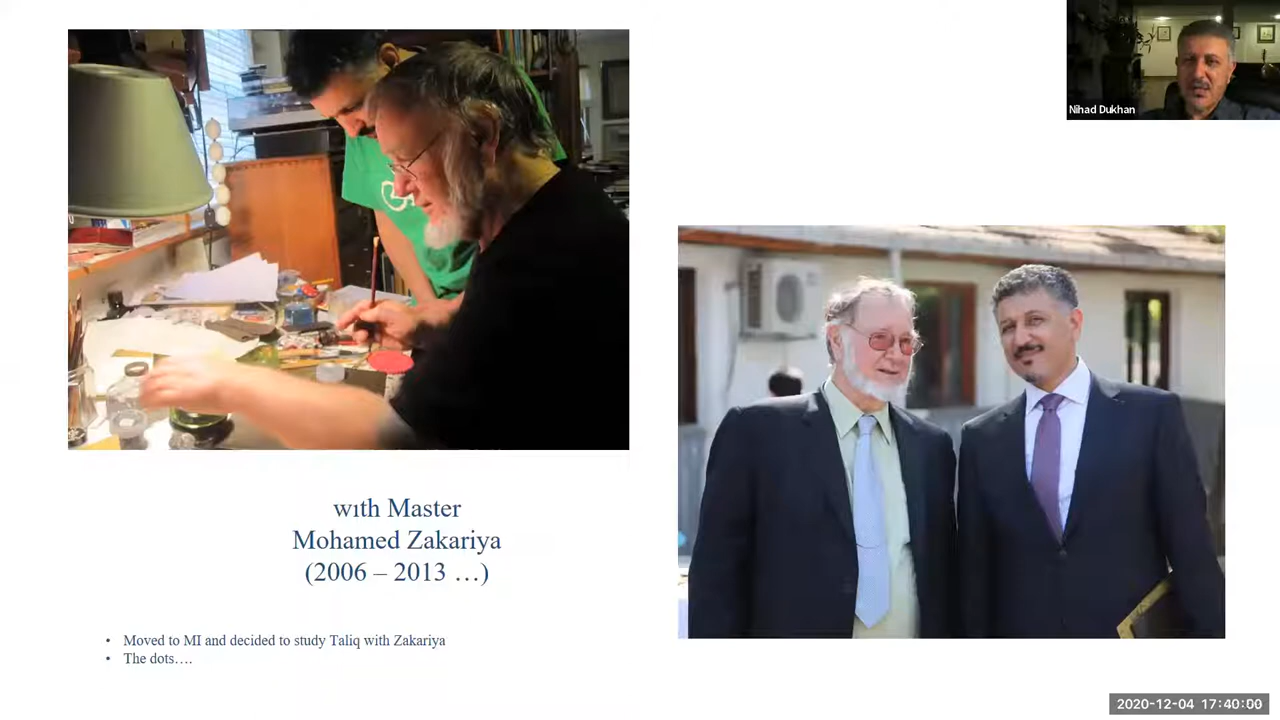 Nihad Dukhan
wıth Master
Mohamed Zakariya
(2006 – 2013 …)
• Moved to MI and decided to study Taliq with Zakariya
• The dots….
2020-12-04 17:40:00